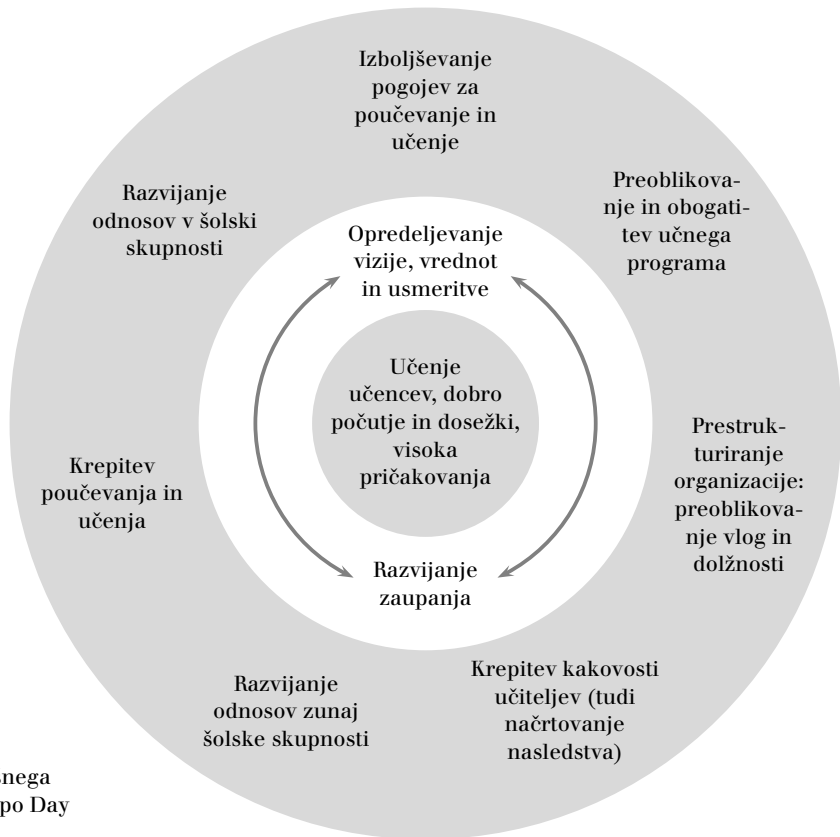 Izboljševanje
pogojev za
poučevanje in
učenje
Preoblikova-
nje in obogati-
tev učnega
programa
Prestruk-
turiranje
organizacije:
preoblikova-
nje vlog in
dolžnosti
Krepitev kakovosti
učiteljev (tudi
načrtovanje
nasledstva)
Razvijanje
odnosov zunaj
šolske skupnosti
Krepitev
poučevanja in
učenja
Razvijanje
odnosov v šolski
skupnosti
Opredeljevanje
vizije, vrednot
in usmeritve
Učenje
učencev, dobro
počutje in dosežki,
visoka
pričakovanja
Razvijanje
zaupanja
snega
po Day